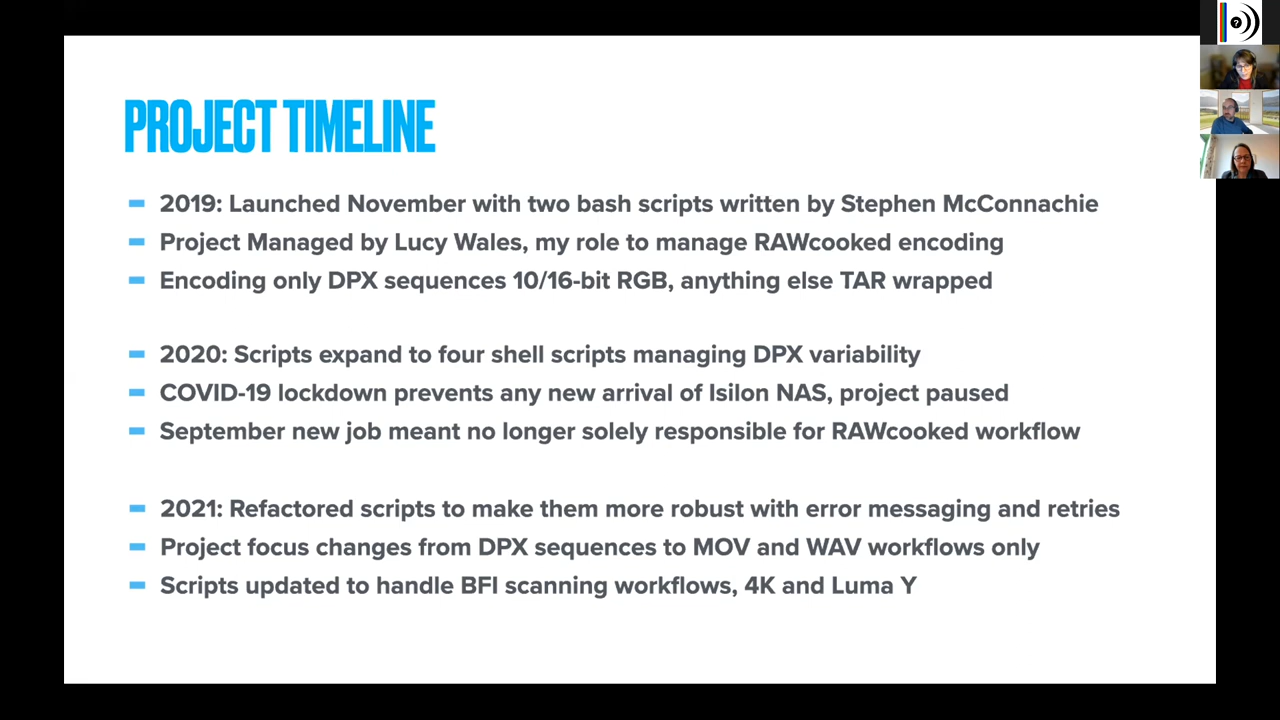 PROJECT TIMELINE
2019: Launched November with two bash scripts written by Stephen McConnachie
Project Managed by Lucy Wales, my role to manage RAWcooked encoding
Encoding only DPX sequences 10/16-bit RGB, anything else TAR wrapped
2020: Scripts expand to four shell scripts managing DPX variability
COVID-19 lockdown prevents any new arrival of Isilon NAS, project paused
September new job meant no longer solely responsible for RAWcooked workflow
2021: Refactored scripts to make them more robust with error messaging and retries
Project focus changes from DPX sequences to MOV and WAV workflows only
Scripts updated to handle BFI scanning workflows, 4K and Luma Y
?